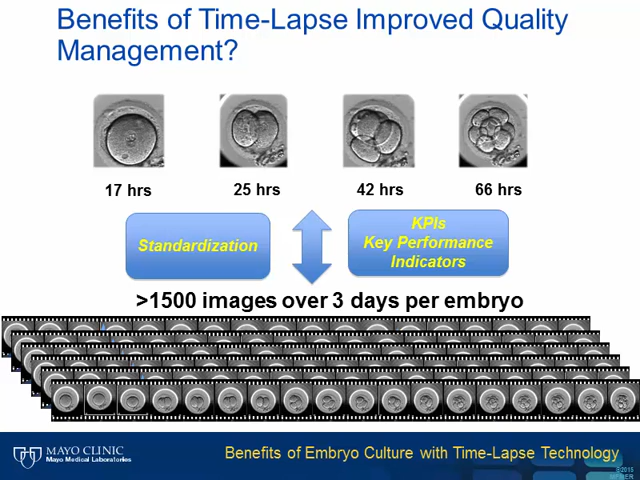 Benefits of Time-Lapse Improved Quality
Management?
17 hrs
25 hrs
42 hrs
66 hrs
Standardization
KPIs
Key Performance
Indicators
>1500 images over 3 days per embryo
MAYO CLINIC
Mayo Medical Laboratories
Benefits of Embryo Culture with Time-Lapse Technology
2015